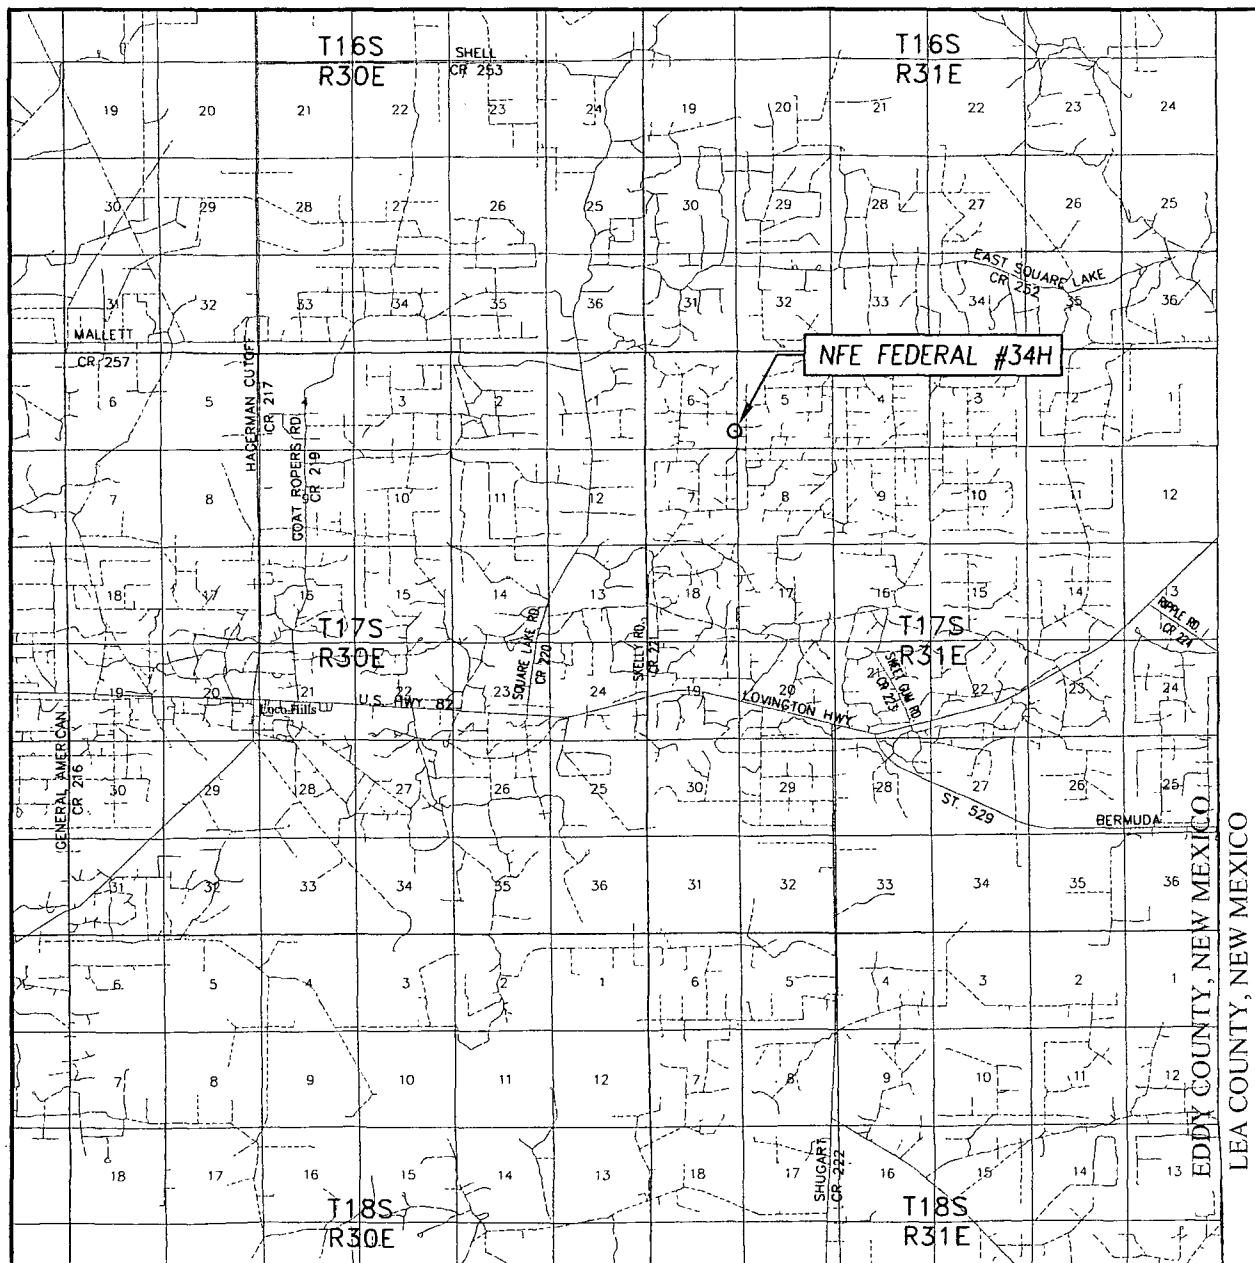 T16S T16S
R30E R31E
SHELL
CR 253
19 20 21 22 23 24 19 20 21 22 23 24
30 29 28 27 26 25 30 29 28 27 26 25
EAST SQUARE LAKE
CR 252
31 32 33 34 35 36 31 32 33 34 35 36
MALLETT
CR 257
NFE FEDERAL #34H
HAGERMAN CUTOFF
CR 217
GOAT ROPERS RD.
CR 219
6 5 4 3 2 1 6 5 4 3 2 1
7 8 9 10 11 12 7 8 9 10 11 12
18 17 16 15 14 13 18 17 16 15 14 13
T17S T17S
R30E R31E
SQUARE LAKE RD.
CR 220
SKELLY RD.
CR 221
SWEET GUM RD.
CR 225
RIPPLE RD.
CR 224
19 20 21 22 23 24 19 20 21 22 23 24
Loco Hills
U.S. HWY. 82
LOVINGTON HWY
GENERAL AMERICAN
CR 216
30 29 28 27 26 25 30 29 28 27 26 25
ST. 529
BERMUDA
31 32 33 34 35 36 31 32 33 34 35 36
6 5 4 3 2 1 6 5 4 3 2 1
7 8 9 10 11 12 7 8 9 10 11 12
SHUGART
CR 222
18 17 16 15 14 13 18 17 16 15 14 13
T18S T18S
R30E R31E
EDDY COUNTY, NEW MEXICO
LEA COUNTY, NEW MEXICO